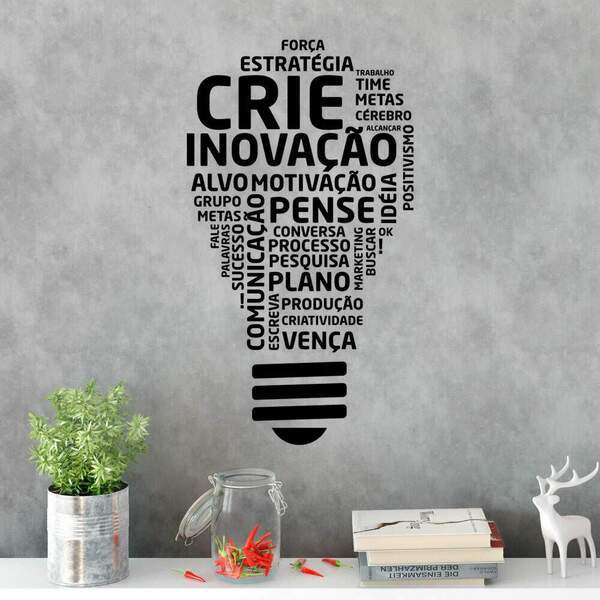 FORÇA
ESTRATÉGIA
TRABALHO
CRIE
TIME
METAS
CÉREBRO
ALCANÇAR
INOVAÇÃO
POSITIVISMO
ALVO
MOTIVAÇÃO
IDÉIA
GRUPO
METAS
PENSE
FALE
PALAVRAS
SUCESSO!
COMUNICAÇÃO
CONVERSA
PROCESSO
PESQUISA
MARKETING
BUSCAR
OK
!
PLANO
ESCREVA
PRODUÇÃO
CRIATIVIDADE
VENÇA
DER PRIMZAHLEN
DIE EINSAMKEIT